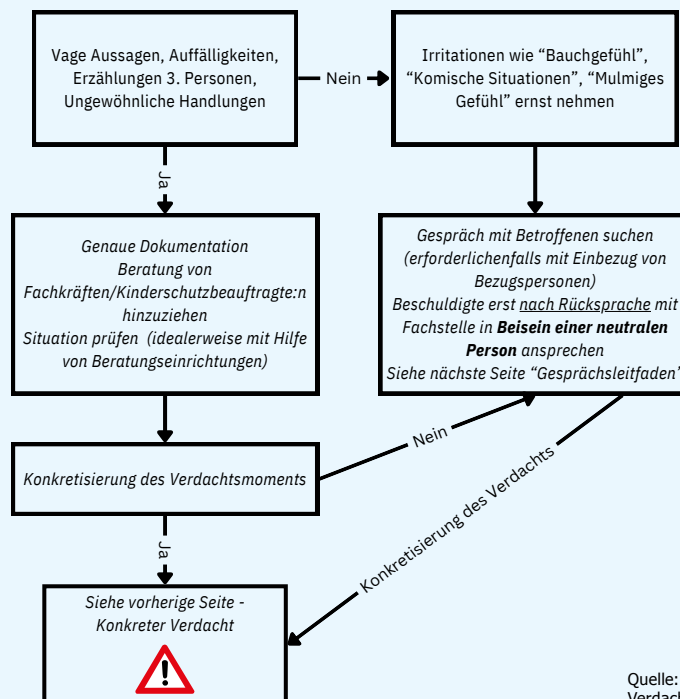 Vage Aussagen, Auffälligkeiten,
Erzählungen 3. Personen,
Ungewöhnliche Handlungen
Nein
Irritationen wie “Bauchgefühl”,
“Komische Situationen”, “Mulmiges
Gefühl” ernst nehmen
Ja
Genaue Dokumentation
Beratung von
Fachkräften/Kinderschutzbeauftragte:n
hinzuziehen
Situation prüfen (idealerweise mit Hilfe
von Beratungseinrichtungen)
Gespräch mit Betroffenen suchen
(erforderlichenfalls mit Einbezug von
Bezugspersonen)
Beschuldigte erst nach Rücksprache mit
Fachstelle in Beisein einer neutralen
Person ansprechen
Siehe nächste Seite “Gesprächsleitfaden”
Nein
Konkretisierung des Verdachtsmoments
Konkretisierung des Verdachts
Ja
Siehe vorherige Seite -
Konkreter Verdacht
!
Quelle: